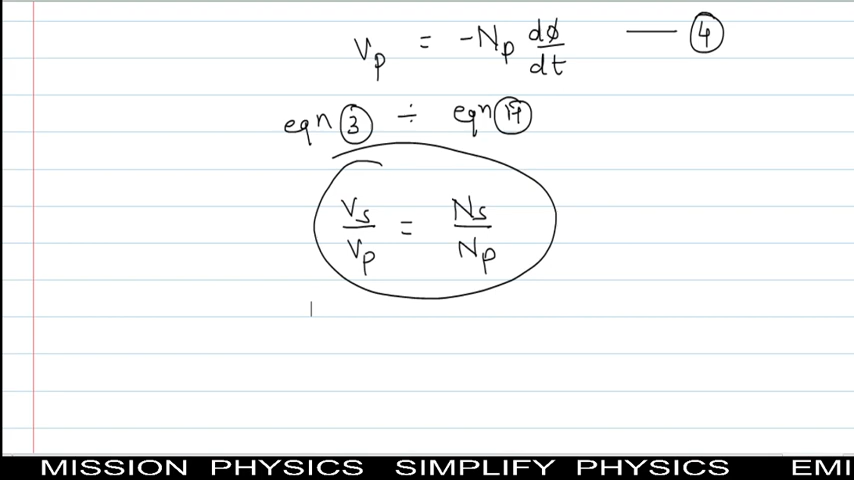 Vp = -Np dϕ/dt — 4
eqn 3 ÷ eqn 4
Vs/Vp = Ns/Np
MISSION PHYSICS SIMPLIFY PHYSICS EMI